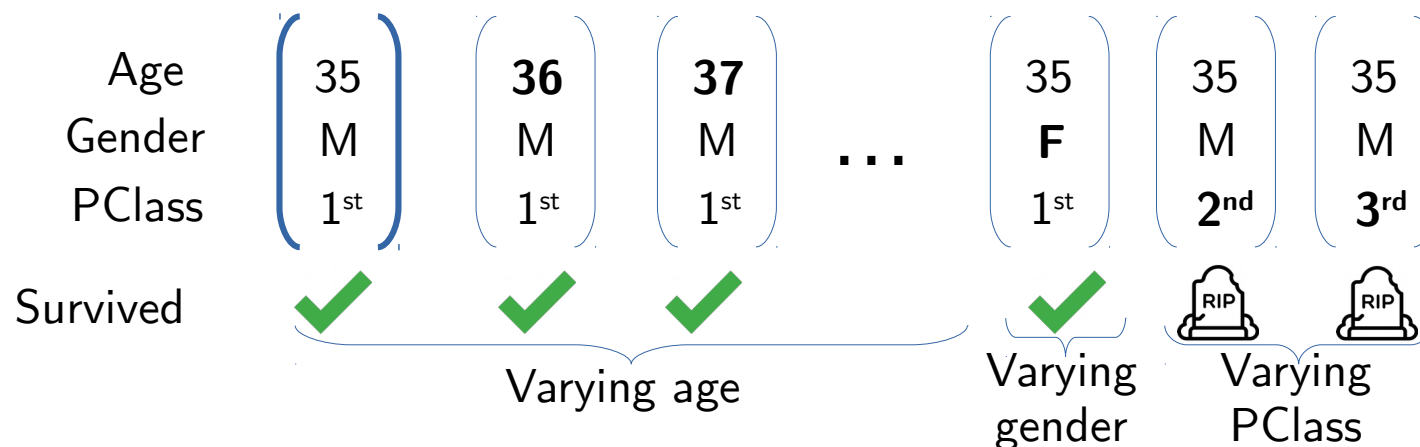 Age 35 36 37 35 35 35
Gender M M M ... F M M
PClass 1st 1st 1st 1st 2nd 3rd
Survived RIP RIP
Varying age Varying gender Varying PClass